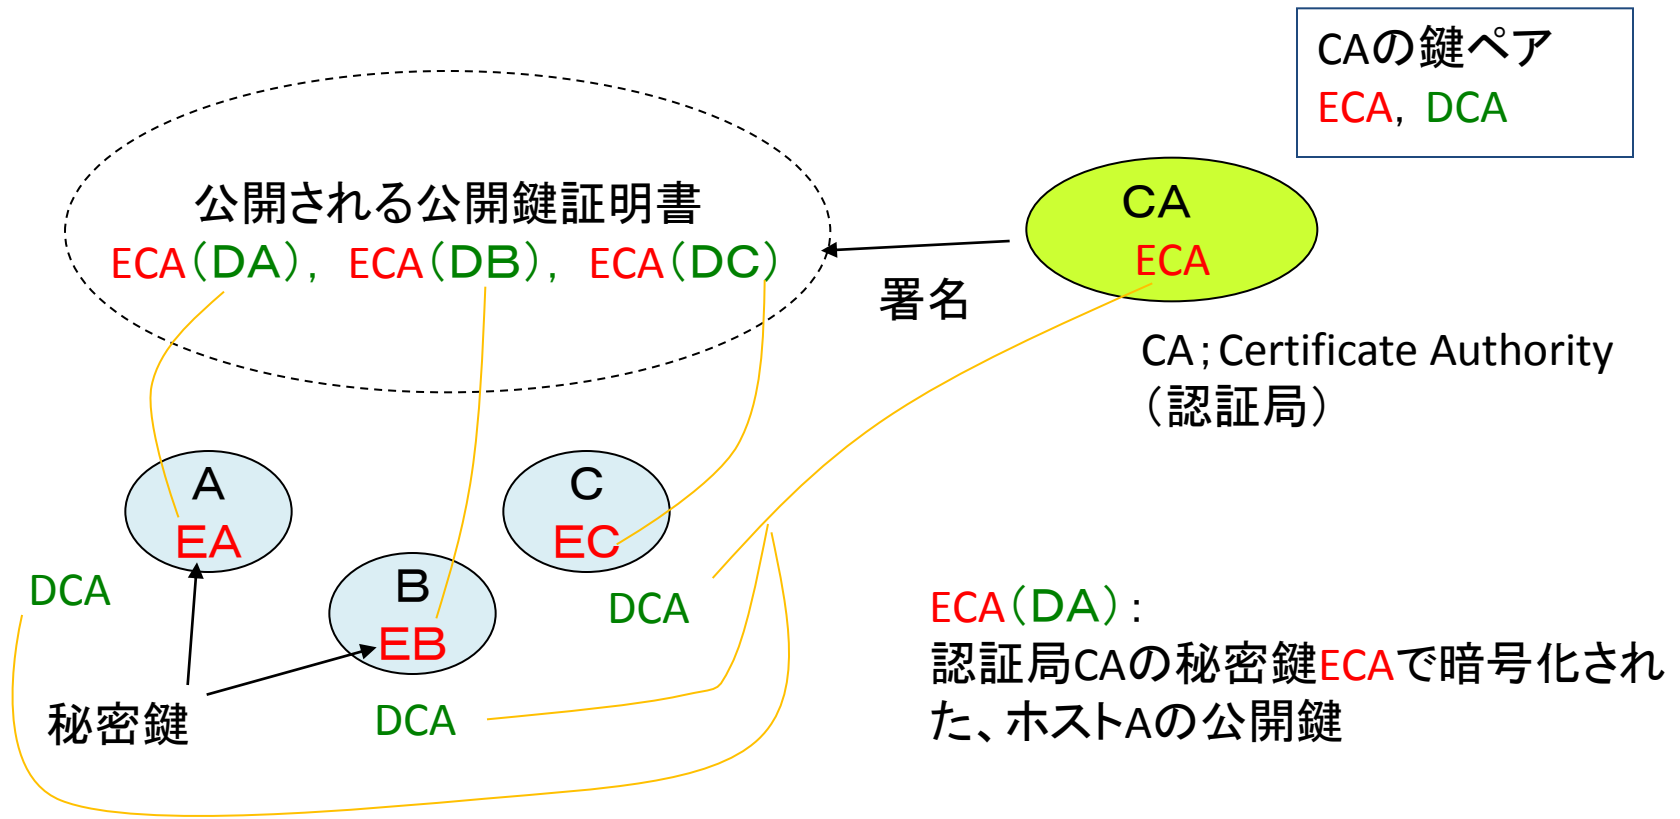 CAの鍵ペア
ECA, DCA
公開される公開鍵証明書
ECA（DA）, ECA（DB）, ECA（DC）
CA
ECA
署名
CA；Certificate Authority
（認証局）
A
EA
C
EC
B
EB
DCA
DCA
DCA
秘密鍵
ECA（DA）：
認証局CAの秘密鍵ECAで暗号化され
た、ホストAの公開鍵